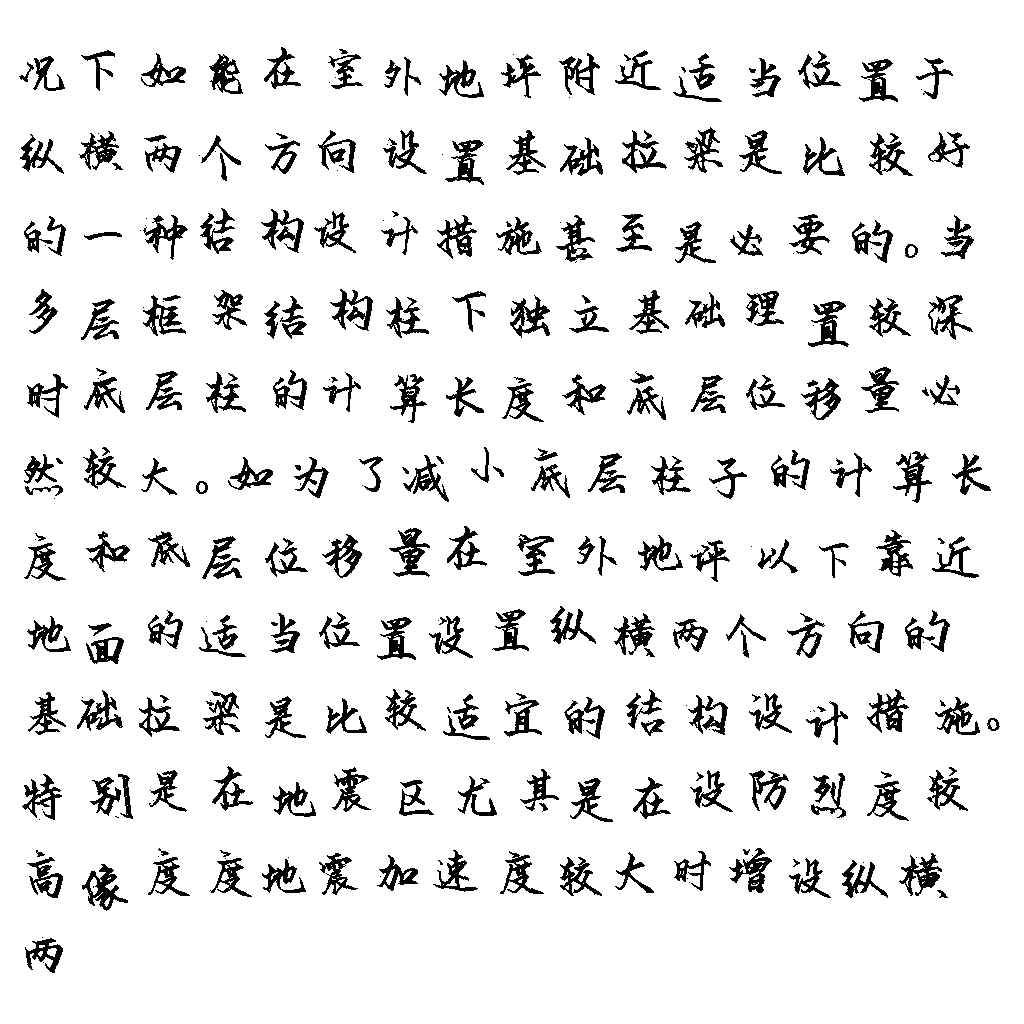 况下如能在室外地坪附近适当位置于
纵横两个方向设置基础拉梁是比较好
的一种结构设计措施甚至是必要的。当
多层框架结构柱下独立基础理置较深
时底层柱的计算长度和底层位移量必
然较大。如为了减小底层柱子的计算长
度和底层位移量在室外地评以下靠近
地面的适当位置设置纵横两个方向的
基础拉梁是比较适宜的结构设计措施。
特别是在地震区尤其是在设防烈度较
高像度度地震加速度较大时增设纵横
两